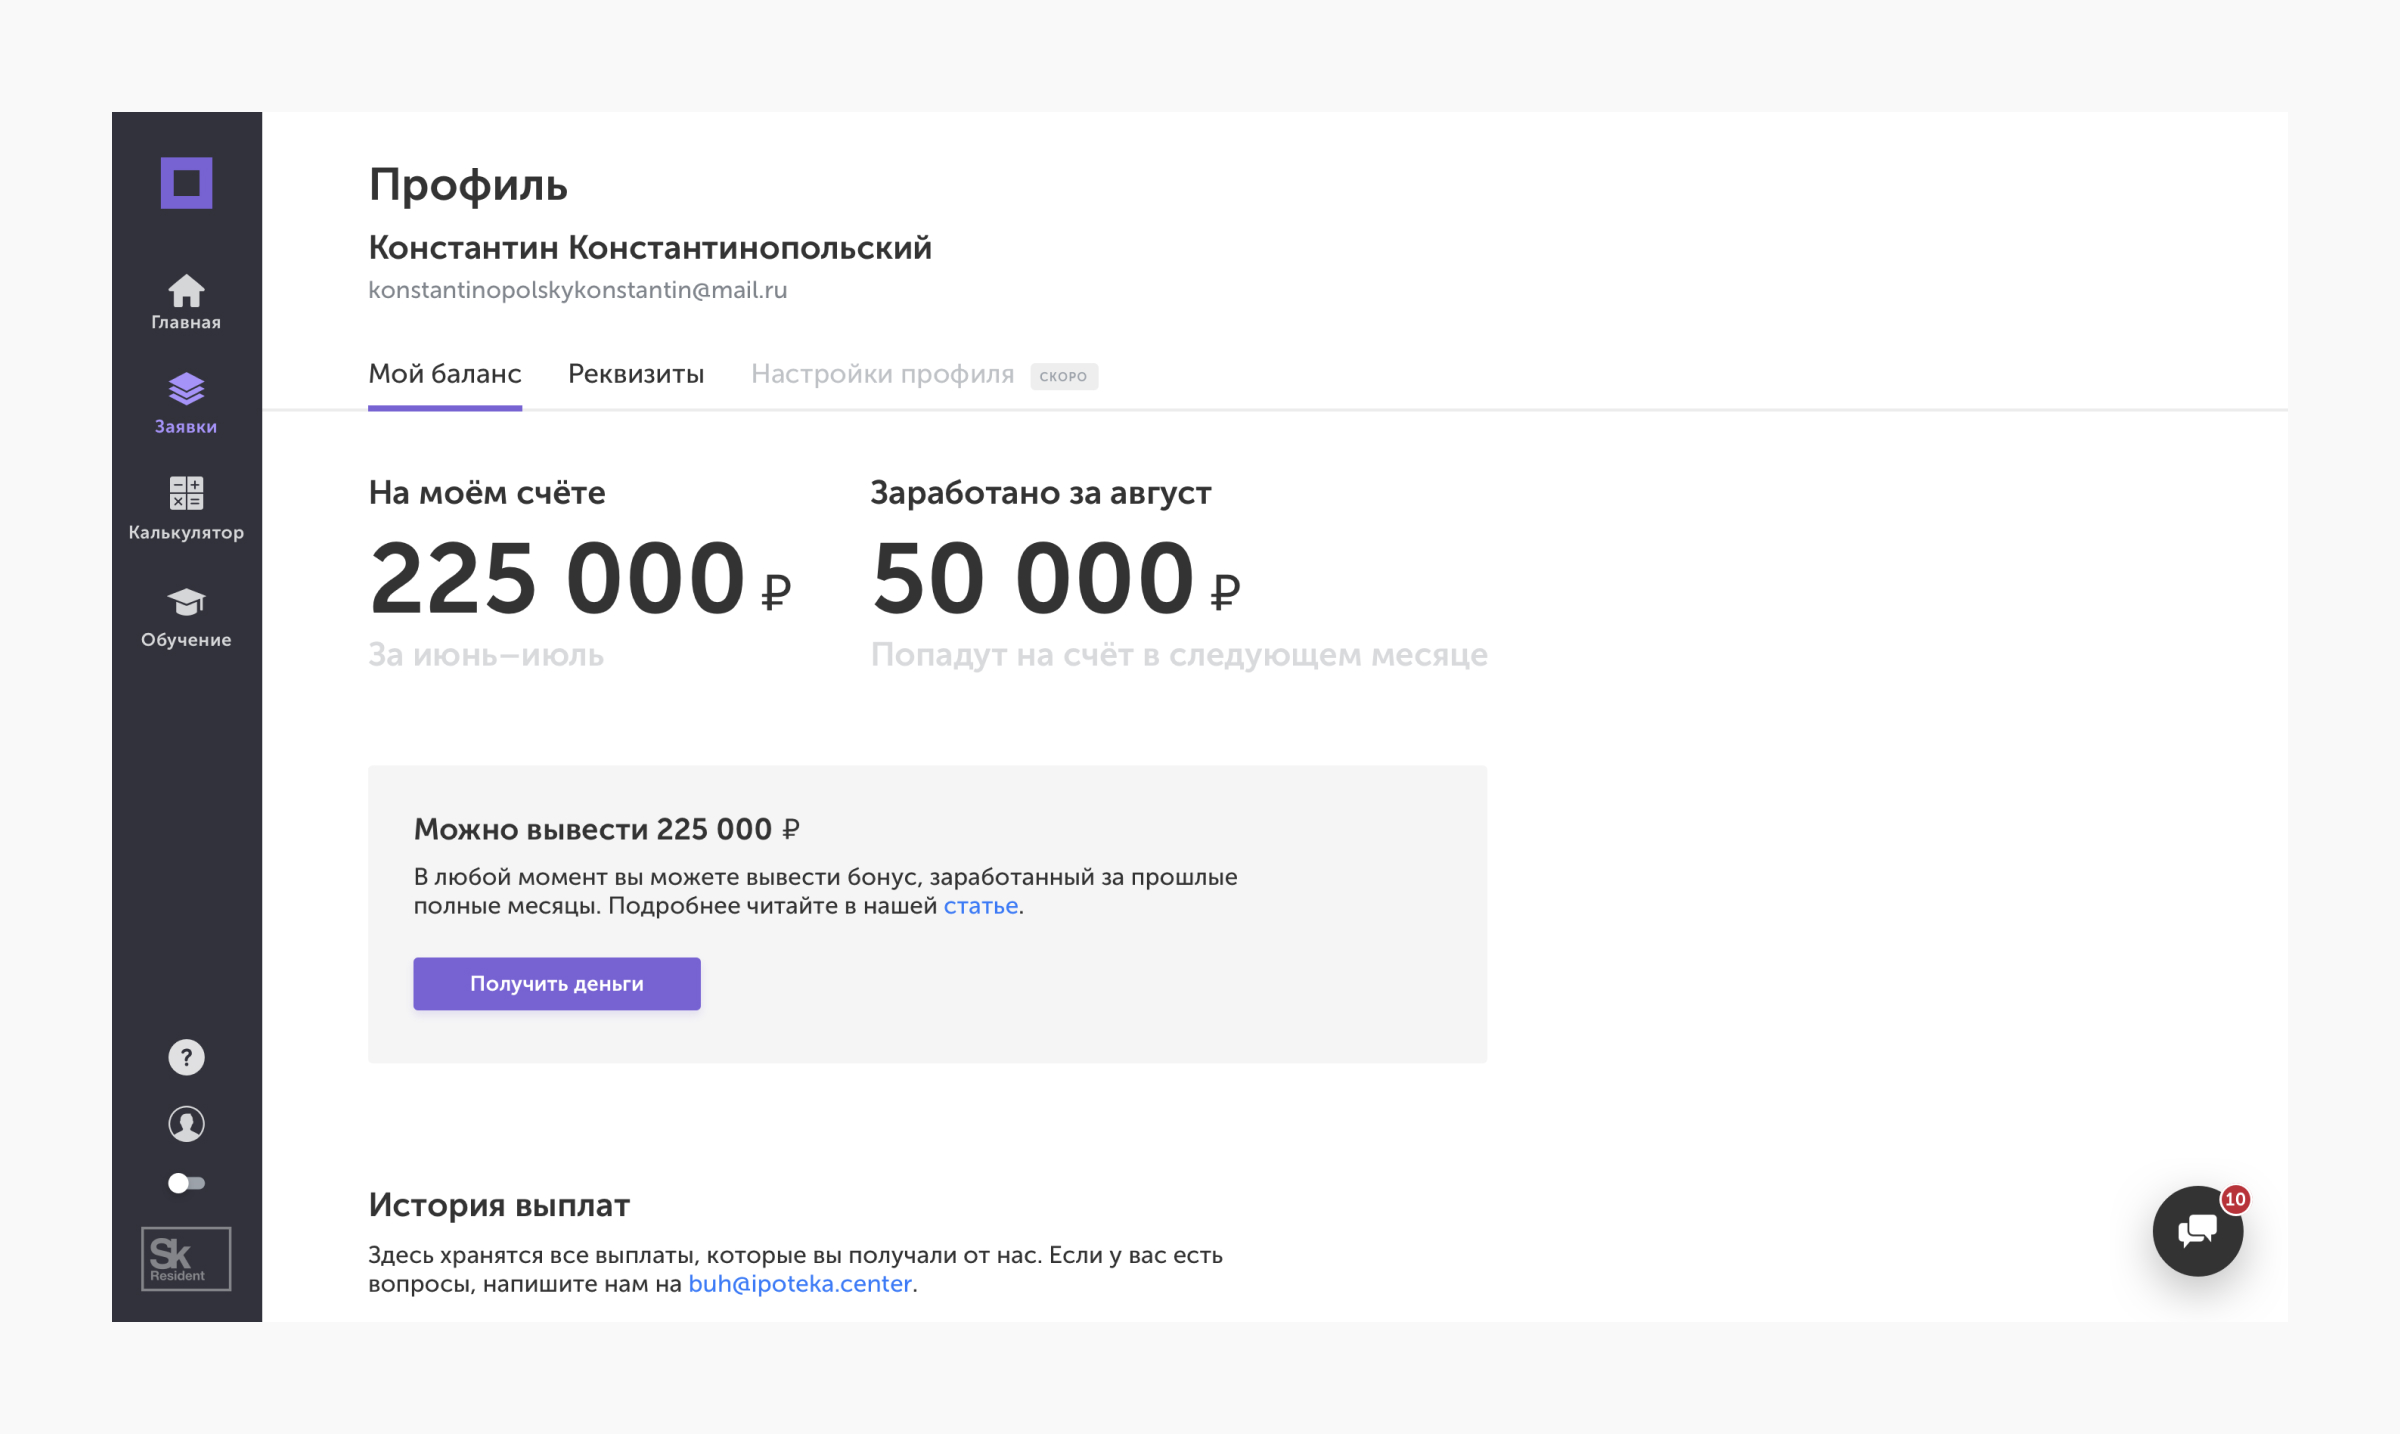 Главная
Заявки
Калькулятор
Обучение
?
Sk
Resident
Профиль
Константин Константинопольский
konstantinopolskykonstantin@mail.ru
Мой баланс
Реквизиты
Настройки профиля
СКОРО
На моём счёте
225 000 ₽
За июнь–июль
Заработано за август
50 000 ₽
Попадут на счёт в следующем месяце
Можно вывести 225 000 ₽
В любой момент вы можете вывести бонус, заработанный за прошлые
полные месяцы. Подробнее читайте в нашей статье.
Получить деньги
История выплат
Здесь хранятся все выплаты, которые вы получали от нас. Если у вас есть
вопросы, напишите нам на buh@ipoteka.center.
10